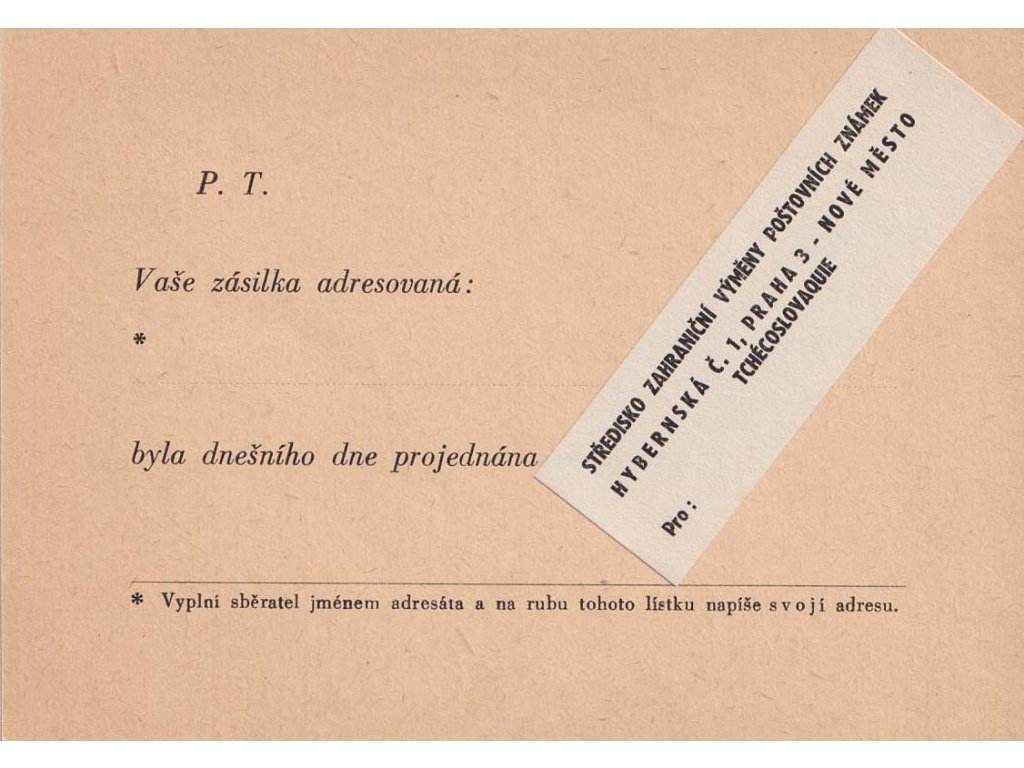 P. T.
Vaše zásilka adresovaná:
*
byla dnešního dne projednána
* Vyplní sběratel jménem adresáta a na rubu tohoto lístku napíše svojí adresu.
STŘEDISKO ZAHRANIČNÍ VÝMĚNY POŠTOVNÍCH ZNÁMEK
HYBERNSKÁ Č. 1, PRAHA 3 - NOVÉ MĚSTO
TCHÉCOSLOVAQUIE
Pro: